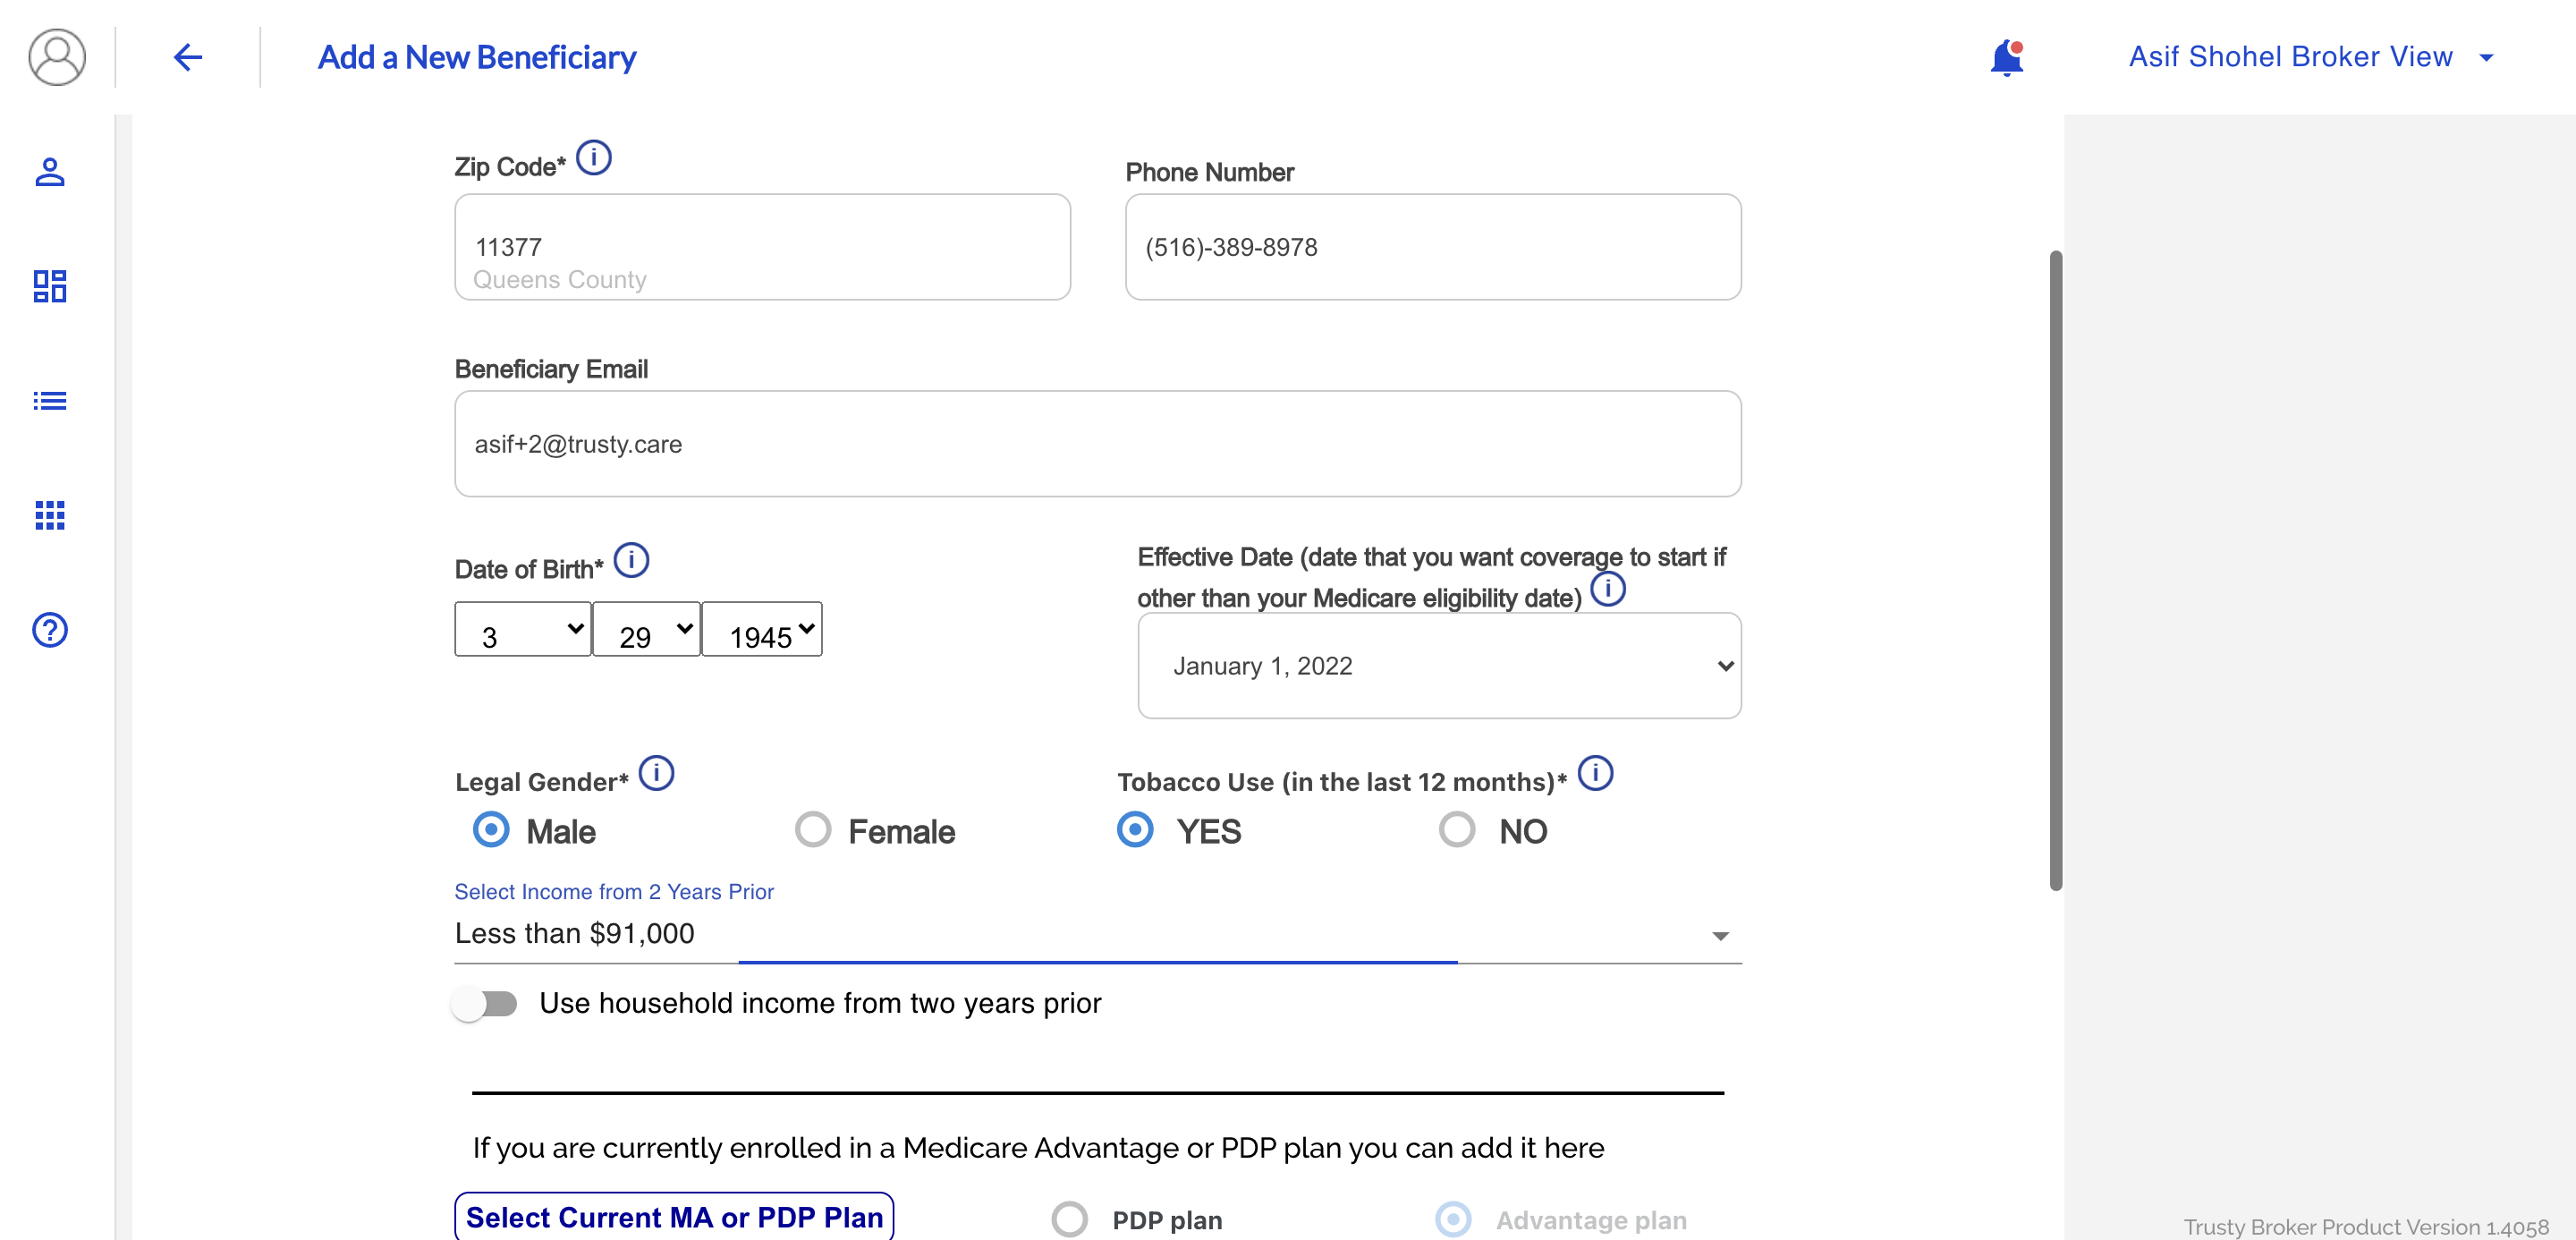 Add a New Beneficiary
Asif Shohel Broker View
Zip Code*
Phone Number
11377
Queens County
(516)-389-8978
Beneficiary Email
asif+2@trusty.care
Date of Birth*
Effective Date (date that you want coverage to start if
other than your Medicare eligibility date)
3 29 1945
January 1, 2022
Legal Gender*
Tobacco Use (in the last 12 months)*
Male Female YES NO
Select Income from 2 Years Prior
Less than $91,000
Use household income from two years prior
If you are currently enrolled in a Medicare Advantage or PDP plan you can add it here
Select Current MA or PDP Plan
PDP plan
Advantage plan
Trusty Broker Product Version 1.4058